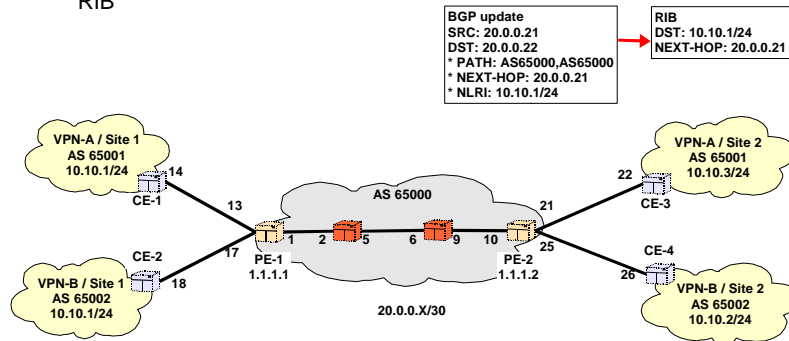 RIB
BGP update
SRC: 20.0.0.21
DST: 20.0.0.22
* PATH: AS65000,AS65000
* NEXT-HOP: 20.0.0.21
* NLRI: 10.10.1/24
RIB
DST: 10.10.1/24
NEXT-HOP: 20.0.0.21
VPN-A / Site 1
AS 65001
10.10.1/24
14
CE-1
13
AS 65000
VPN-A / Site 2
AS 65001
10.10.3/24
22
CE-3
21
17
PE-1
1.1.1.1
1
2
5
6
9
10
PE-2
1.1.1.2
25
CE-2
18
VPN-B / Site 1
AS 65002
10.10.1/24
CE-4
26
VPN-B / Site 2
AS 65002
10.10.2/24
20.0.0.X/30